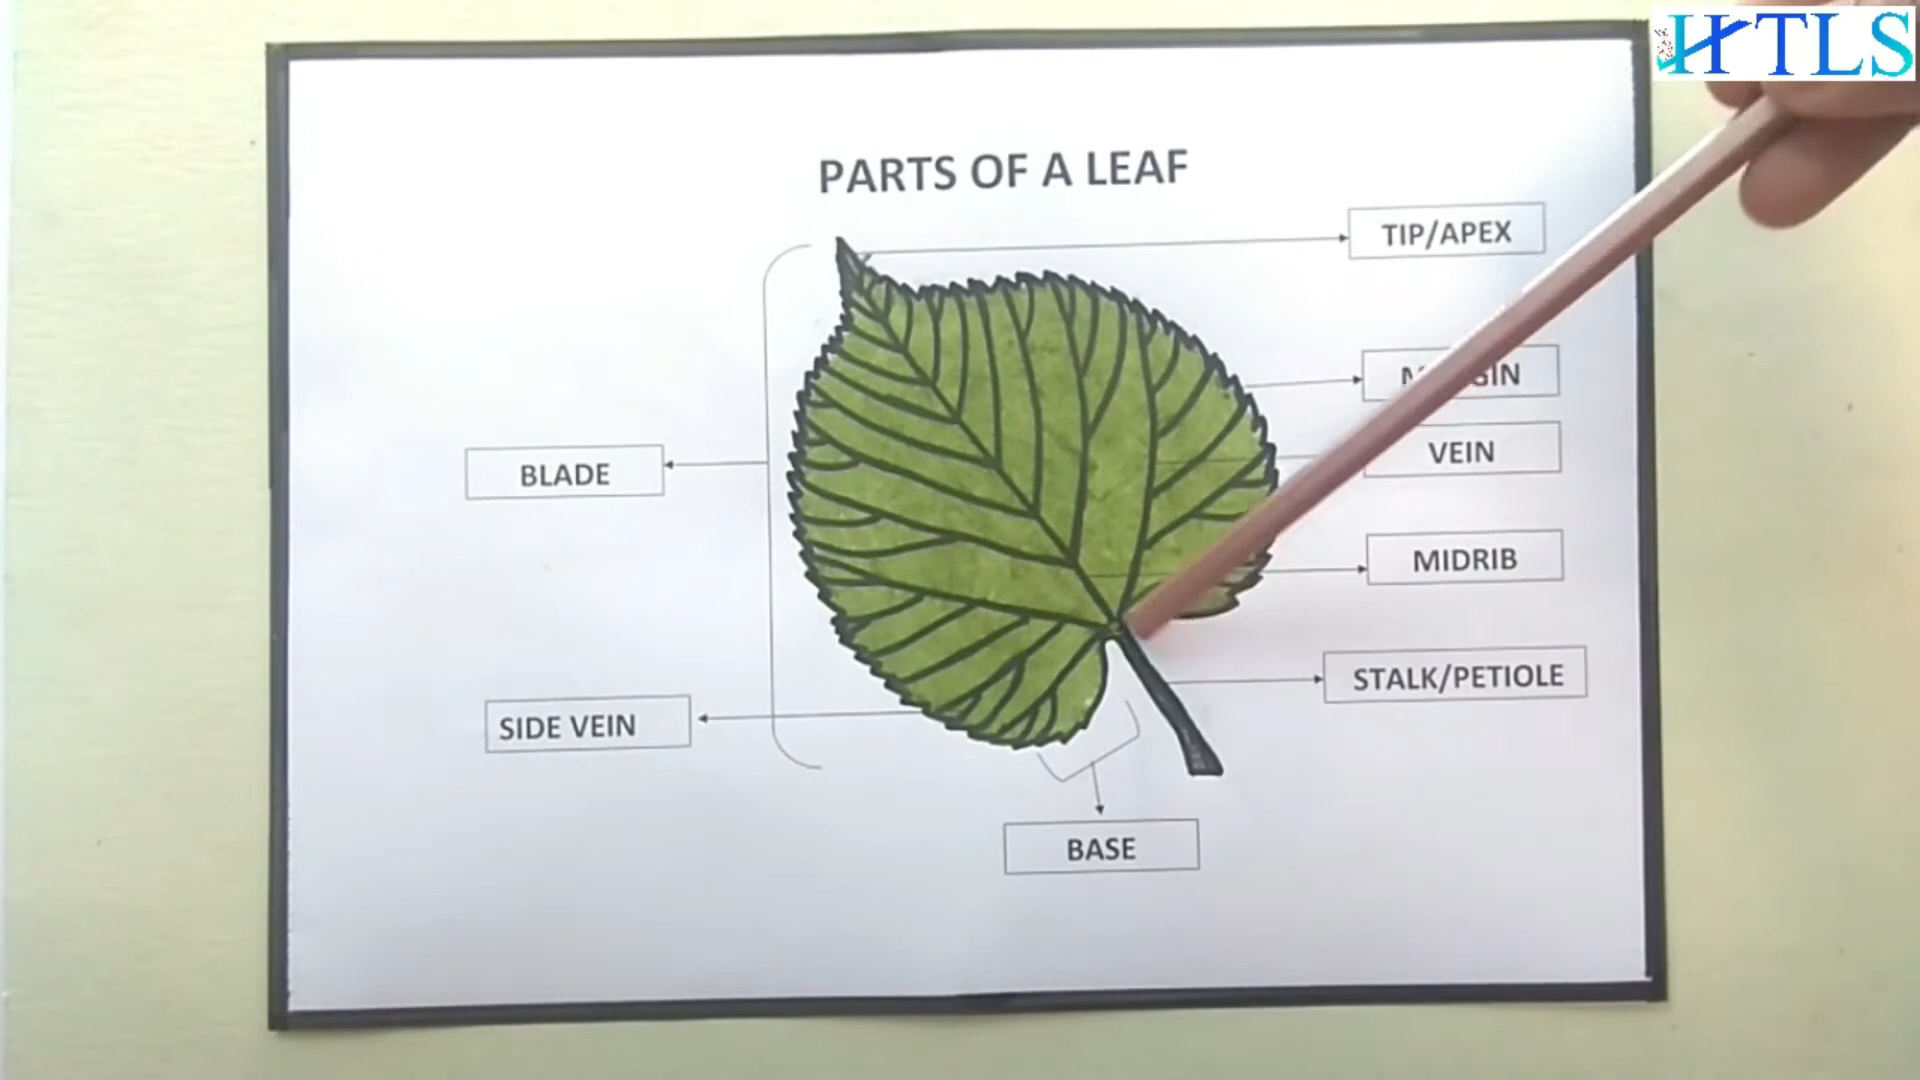 HTLS
PARTS OF A LEAF
TIP/APEX
VEIN
BLADE
MIDRIB
STALK/PETIOLE
SIDE VEIN
BASE